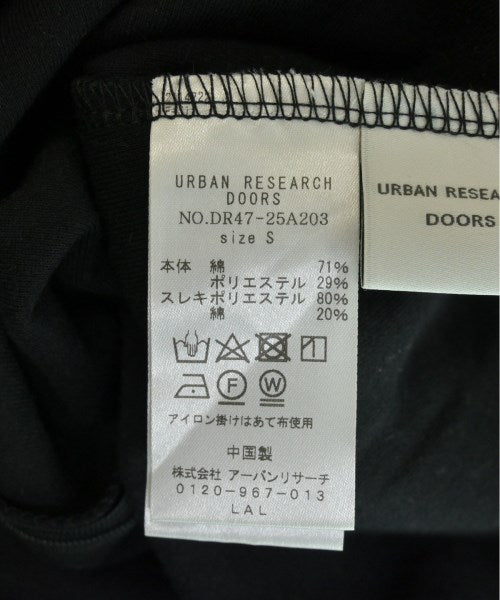 URBAN RESEARCH
DOORS
NO.DR47-25A203
size S
本体 綿 71%
ポリエステル 29%
スレキポリエステル 80%
綿 20%
F
W
アイロン掛けはあて布使用
中国製
株式会社 アーバンリサーチ
0120-967-013
LAL
URBAN RESEA
DOORS